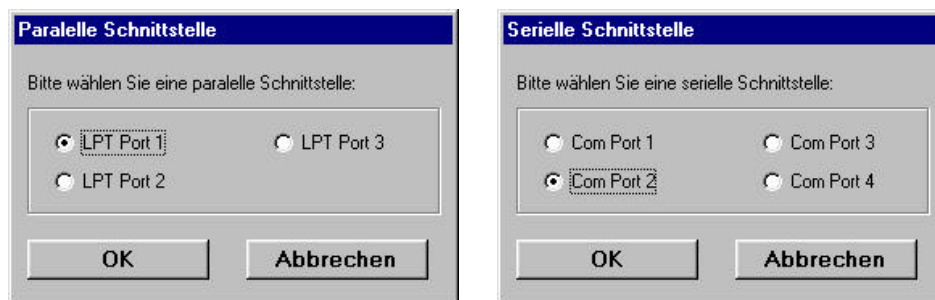 Paralelle Schnittstelle
Bitte wählen Sie eine paralelle Schnittstelle:
LPT Port 1
LPT Port 3
LPT Port 2
OK
Abbrechen
Serielle Schnittstelle
Bitte wählen Sie eine serielle Schnittstelle:
Com Port 1
Com Port 3
Com Port 2
Com Port 4
OK
Abbrechen